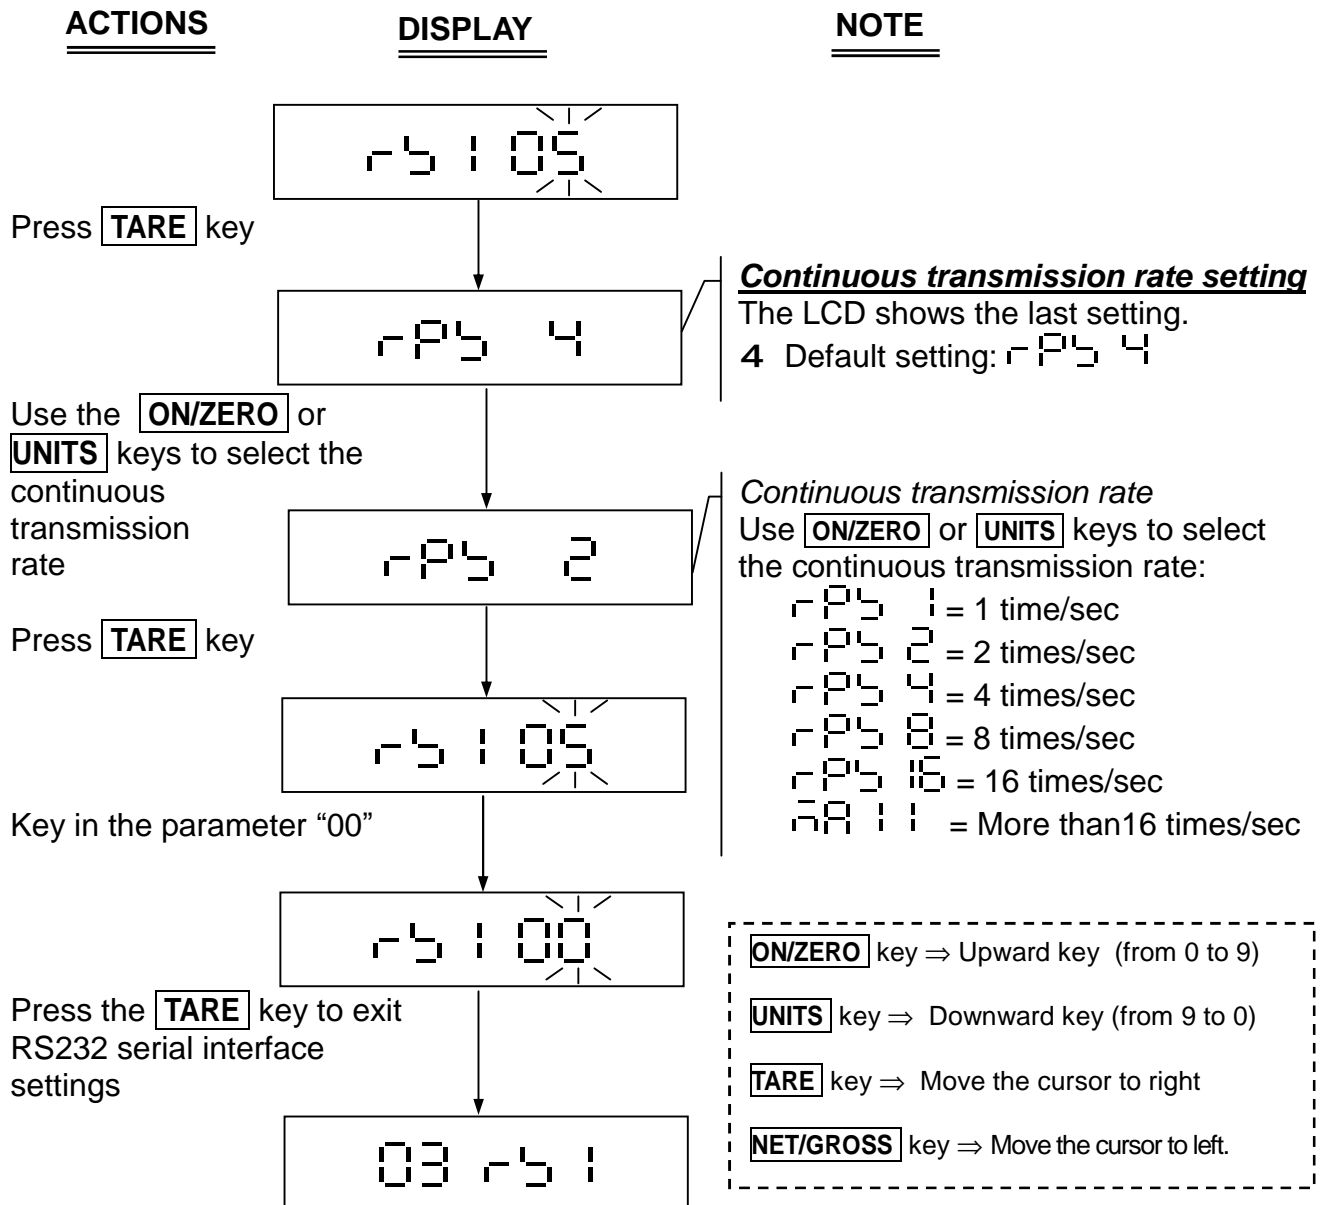 ACTIONS
DISPLAY
NOTE
rS1 05
Press TARE key
rPS 4
Continuous transmission rate setting
The LCD shows the last setting.
4 Default setting: rPS 4
Use the ON/ZERO or
UNITS keys to select the
continuous
transmission
rate
rPS 2
Continuous transmission rate
Use ON/ZERO or UNITS keys to select
the continuous transmission rate:
rPS 1 = 1 time/sec
rPS 2 = 2 times/sec
rPS 4 = 4 times/sec
rPS 8 = 8 times/sec
rPS 16 = 16 times/sec
= More than16 times/sec
Press TARE key
rS1 05
Key in the parameter “00”
rS1 00
Press the TARE key to exit
RS232 serial interface
settings
03 rS1
ON/ZERO key ⇒ Upward key (from 0 to 9)
UNITS key ⇒ Downward key (from 9 to 0)
TARE key ⇒ Move the cursor to right
NET/GROSS key ⇒ Move the cursor to left.